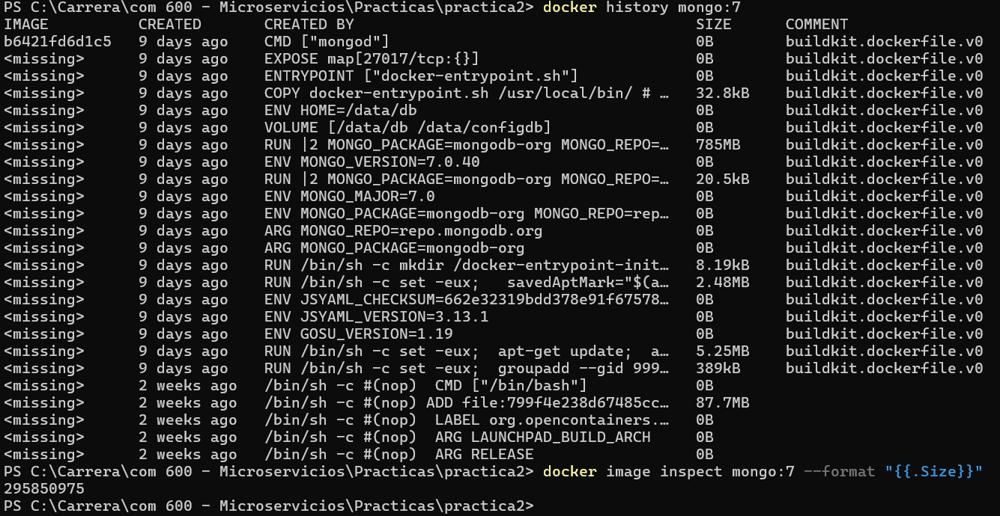 PS C:\Carrera\com 600 - Microservicios\Practicas\practica2> docker history mongo:7
IMAGE CREATED CREATED BY SIZE COMMENT
b6421fd6d1c5 9 days ago CMD ["mongod"] 0B buildkit.dockerfile.v0
<missing> 9 days ago EXPOSE map[27017/tcp:{}] 0B buildkit.dockerfile.v0
<missing> 9 days ago ENTRYPOINT ["docker-entrypoint.sh"] 0B buildkit.dockerfile.v0
<missing> 9 days ago COPY docker-entrypoint.sh /usr/local/bin/ # … 32.8kB buildkit.dockerfile.v0
<missing> 9 days ago ENV HOME=/data/db 0B buildkit.dockerfile.v0
<missing> 9 days ago VOLUME [/data/db /data/configdb] 0B buildkit.dockerfile.v0
<missing> 9 days ago RUN |2 MONGO_PACKAGE=mongodb-org MONGO_REPO=… 785MB buildkit.dockerfile.v0
<missing> 9 days ago ENV MONGO_VERSION=7.0.40 0B buildkit.dockerfile.v0
<missing> 9 days ago RUN |2 MONGO_PACKAGE=mongodb-org MONGO_REPO=… 20.5kB buildkit.dockerfile.v0
<missing> 9 days ago ENV MONGO_MAJOR=7.0 0B buildkit.dockerfile.v0
<missing> 9 days ago ENV MONGO_PACKAGE=mongodb-org MONGO_REPO=rep… 0B buildkit.dockerfile.v0
<missing> 9 days ago ARG MONGO_REPO=repo.mongodb.org 0B buildkit.dockerfile.v0
<missing> 9 days ago ARG MONGO_PACKAGE=mongodb-org 0B buildkit.dockerfile.v0
<missing> 9 days ago RUN /bin/sh -c mkdir /docker-entrypoint-init… 8.19kB buildkit.dockerfile.v0
<missing> 9 days ago RUN /bin/sh -c set -eux; savedAptMark="$(a… 2.48MB buildkit.dockerfile.v0
<missing> 9 days ago ENV JSYAML_CHECKSUM=662e32319bdd378e91f67578… 0B buildkit.dockerfile.v0
<missing> 9 days ago ENV JSYAML_VERSION=3.13.1 0B buildkit.dockerfile.v0
<missing> 9 days ago ENV GOSU_VERSION=1.19 0B buildkit.dockerfile.v0
<missing> 9 days ago RUN /bin/sh -c set -eux; apt-get update; a… 5.25MB buildkit.dockerfile.v0
<missing> 9 days ago RUN /bin/sh -c set -eux; groupadd --gid 999… 389kB buildkit.dockerfile.v0
<missing> 2 weeks ago /bin/sh -c #(nop) CMD ["/bin/bash"] 0B
<missing> 2 weeks ago /bin/sh -c #(nop) ADD file:799f4e238d67485cc… 87.7MB
<missing> 2 weeks ago /bin/sh -c #(nop) LABEL org.opencontainers.… 0B
<missing> 2 weeks ago /bin/sh -c #(nop) ARG LAUNCHPAD_BUILD_ARCH 0B
<missing> 2 weeks ago /bin/sh -c #(nop) ARG RELEASE 0B
PS C:\Carrera\com 600 - Microservicios\Practicas\practica2> docker image inspect mongo:7 --format "{{.Size}}"
295850975
PS C:\Carrera\com 600 - Microservicios\Practicas\practica2>